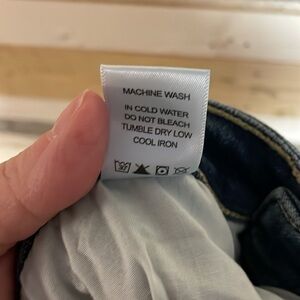 MACHINE WASH
IN COLD WATER
DO NOT BLEACH
TUMBLE DRY LOW
COOL IRON